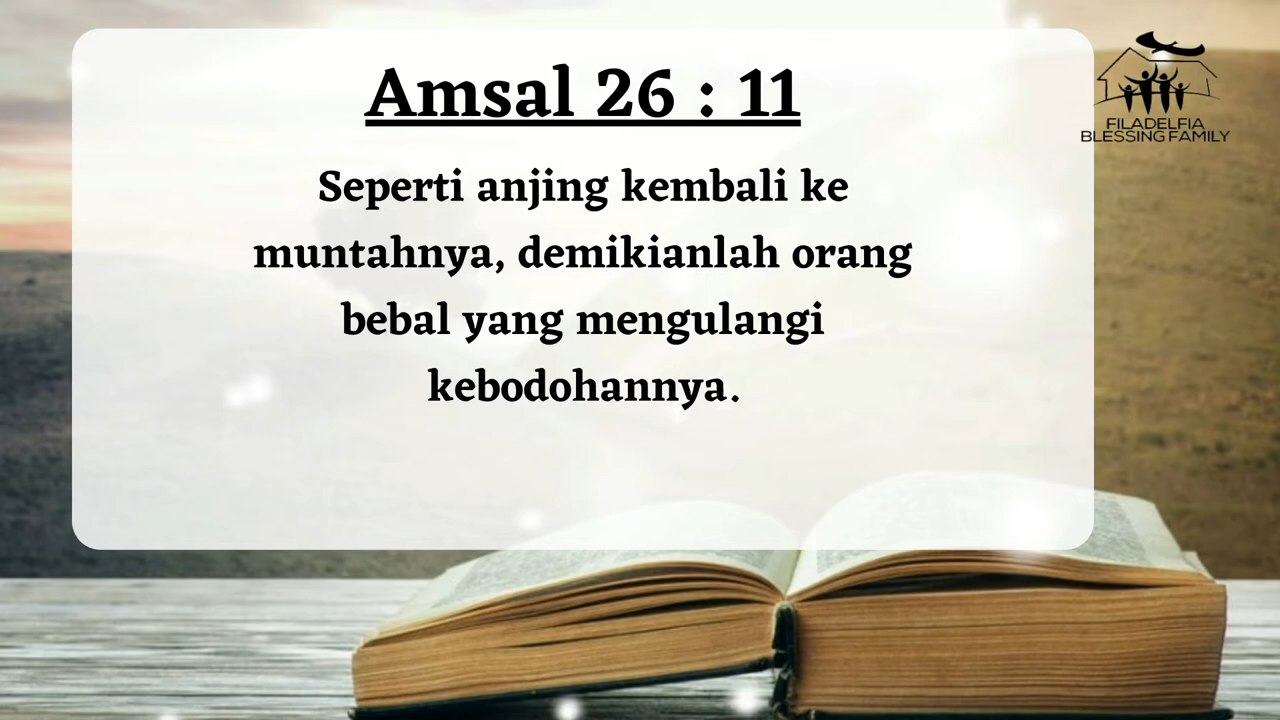 Amsal 26 : 11
Seperti anjing kembali ke
muntahnya, demikianlah orang
bebal yang mengulangi
kebodohannya.
FILADELFIA
BLESSING FAMILY